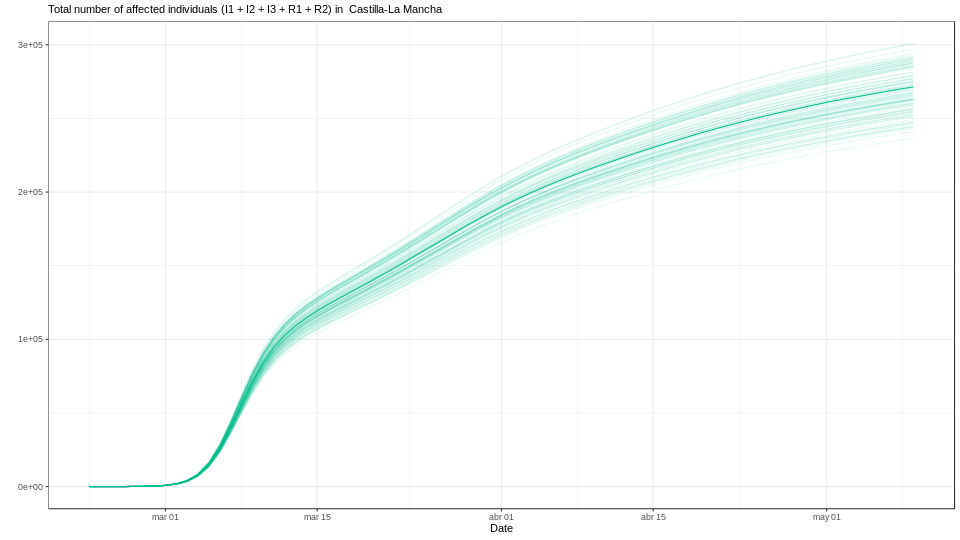 Total number of affected individuals (I1 + I2 + I3 + R1 + R2) in  Castilla-La Mancha
3e+05
2e+05
1e+05
0e+00
mar 01 mar 15 abr 01 abr 15 may 01
Date